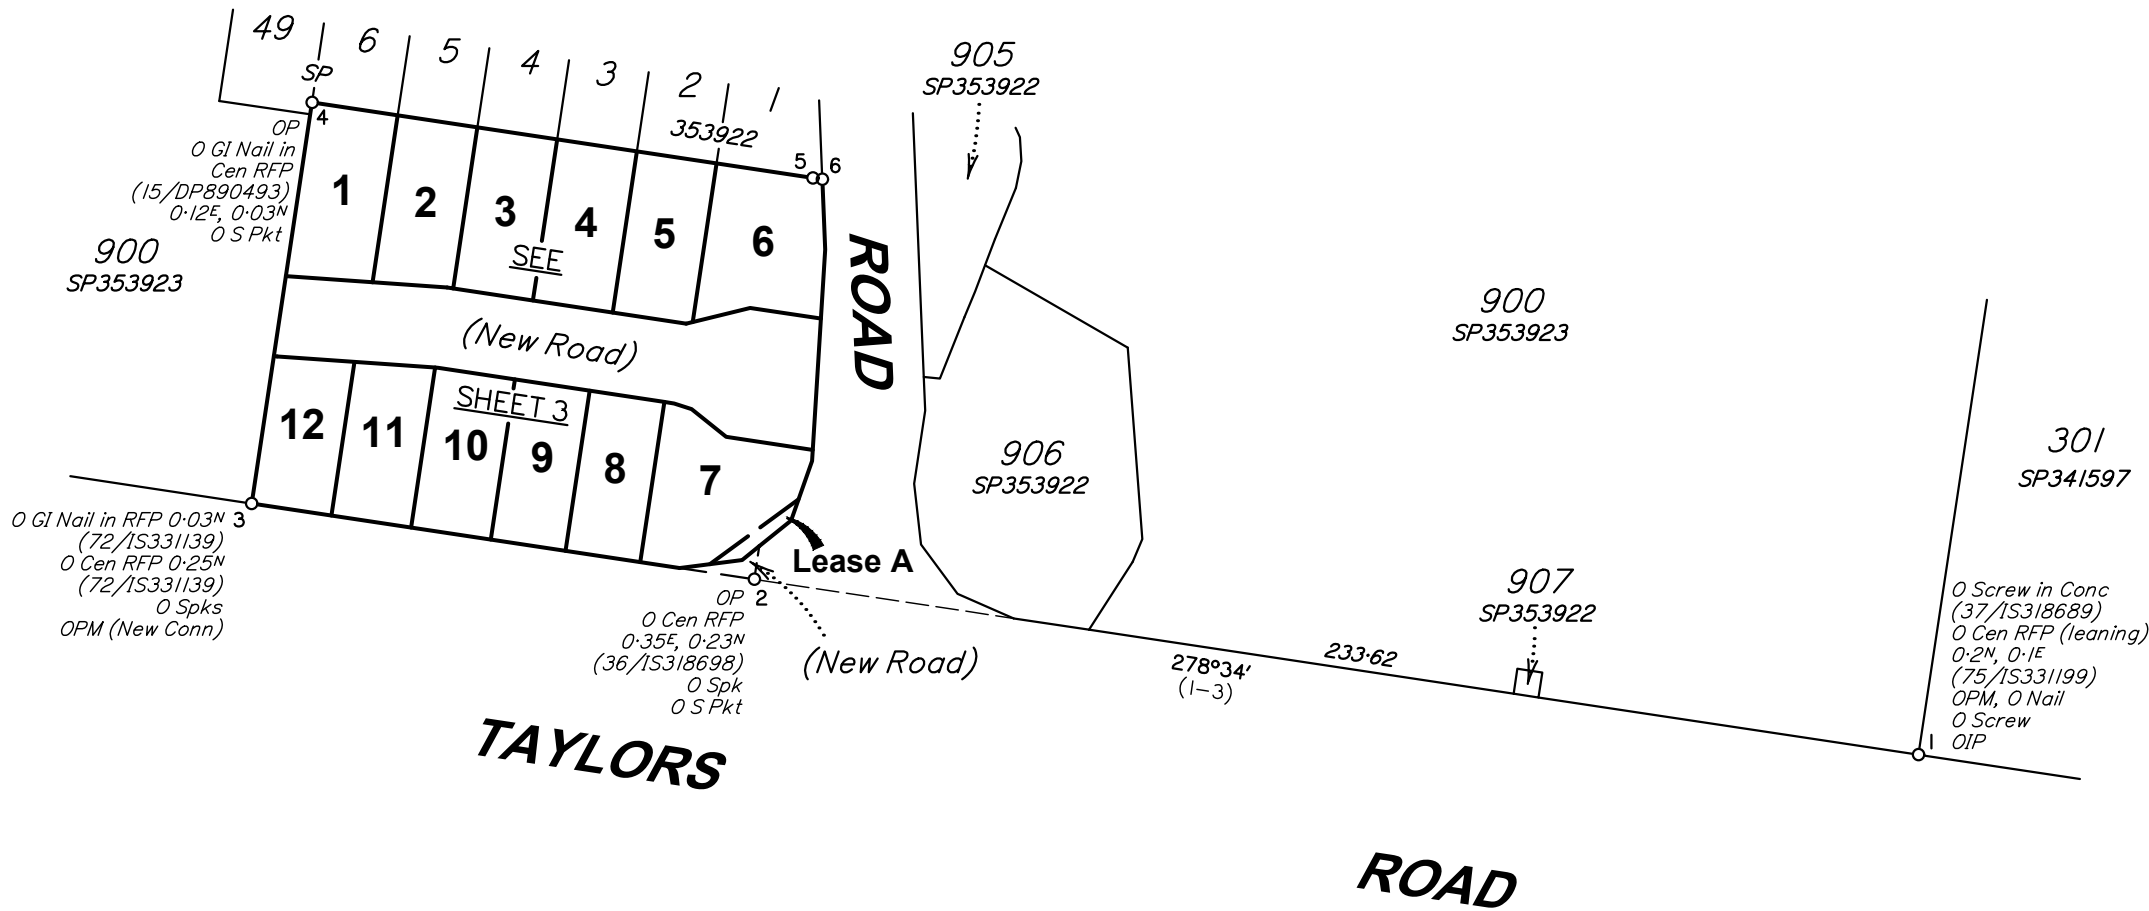 49
6
5
4
3
2
1
353922
SP
4
5
6
905
SP353922
OP
O GI Nail in
Cen RFP
(15/DP890493)
0·12E, 0·03N
O S Pkt
1
2
3
4
5
6
SEE
900
SP353923
ROAD
(New Road)
900
SP353923
SHEET 3
12
11
10
9
8
7
906
SP353922
301
SP341597
3
O GI Nail in RFP 0·03N
(72/IS331139)
O Cen RFP 0·25N
(72/IS331139)
O Spks
OPM (New Conn)
Lease A
2
OP
O Cen RFP
0·35E, 0·23N
(36/IS318698)
O Spk
O S Pkt
(New Road)
907
SP353922
278°34'
(1-3)
233·62
O Screw in Conc
(37/IS318689)
O Cen RFP (leaning)
0·2N, 0·1E
(75/IS331199)
OPM, O Nail
O Screw
OIP
1
TAYLORS
ROAD